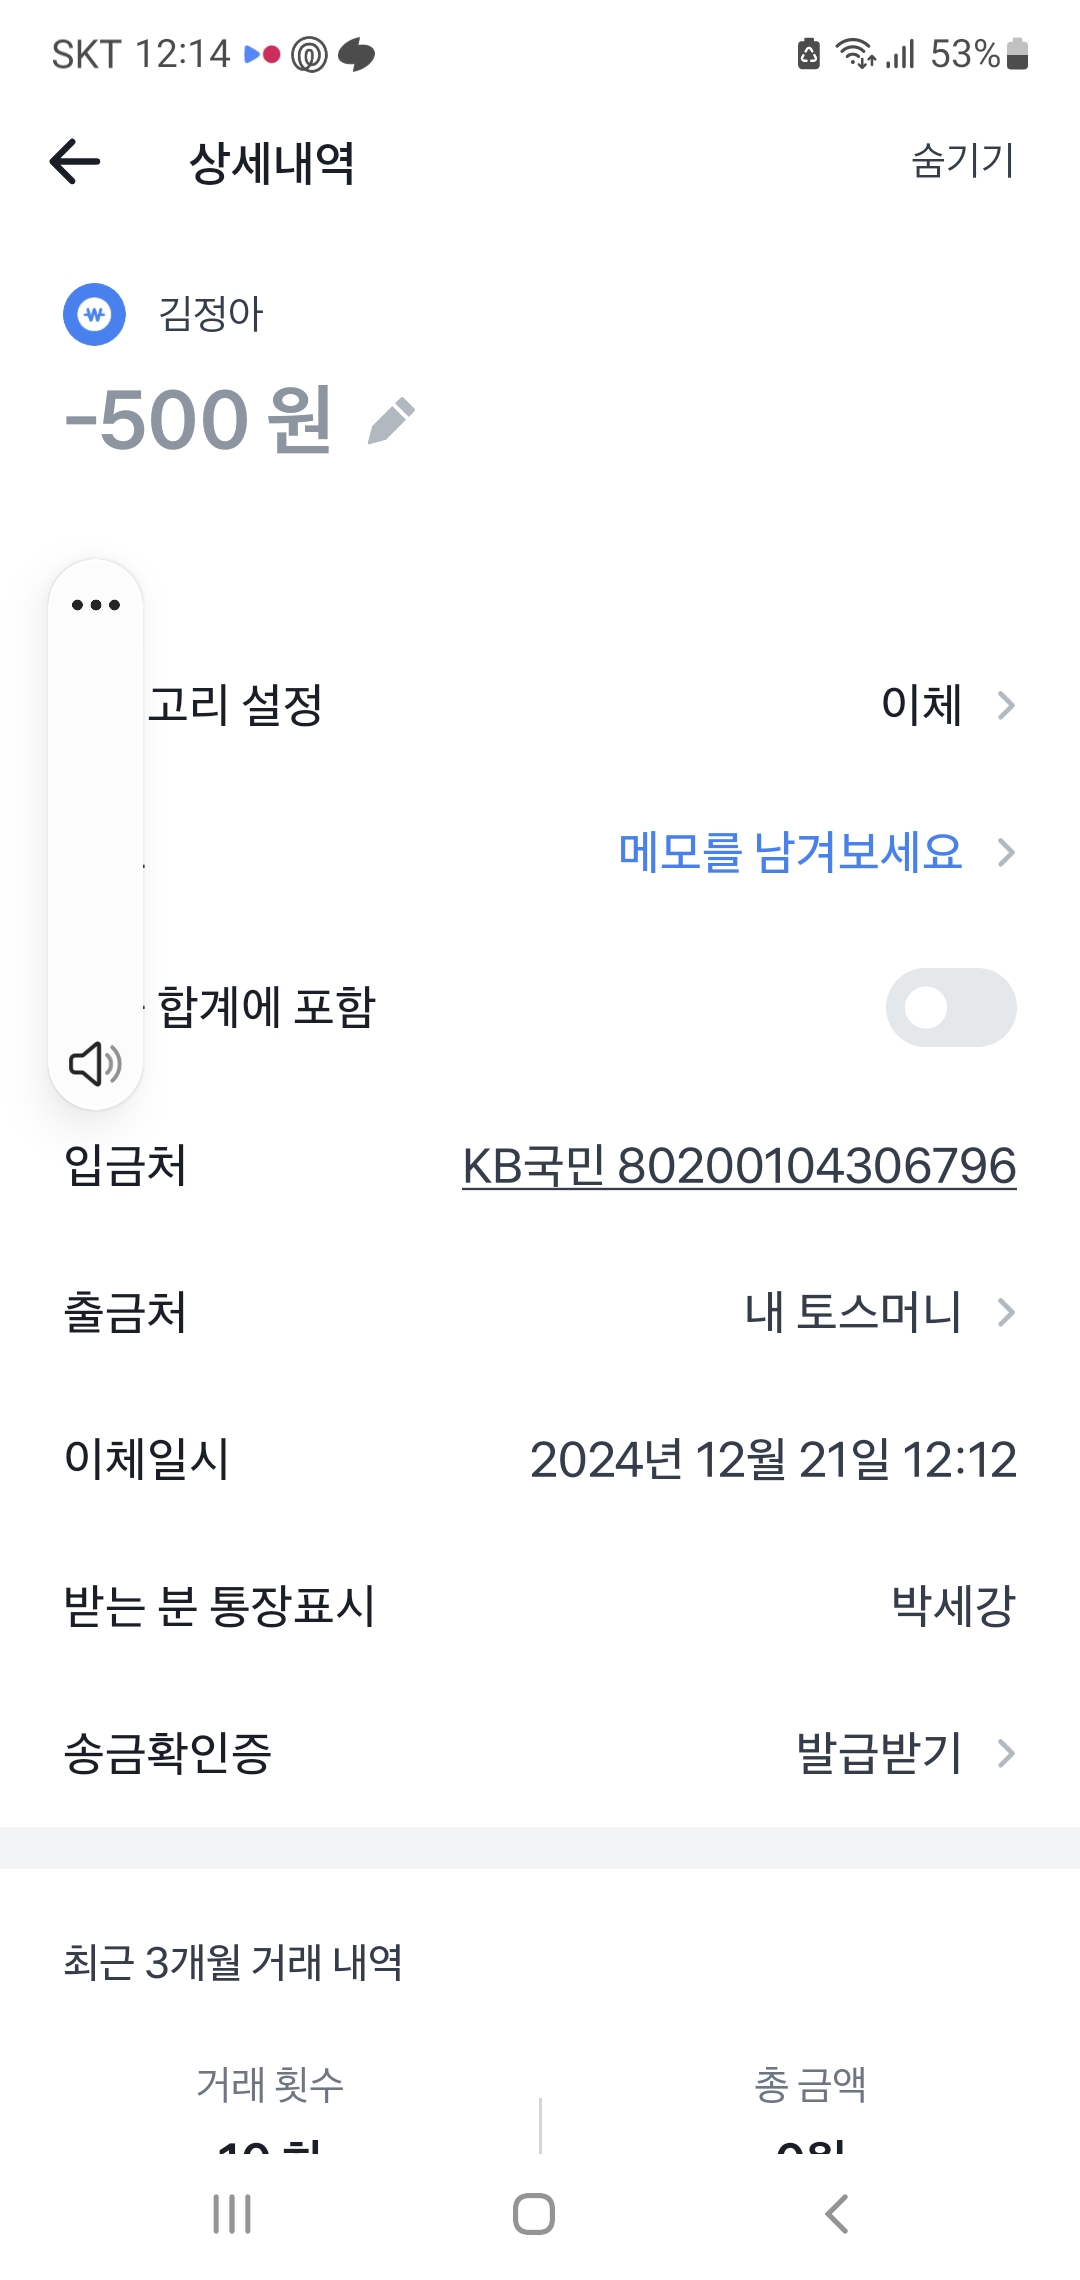 SKT 12:14
53%
상세내역
숨기기
김정아
-500 원
고리 설정
이체
메모를 남겨보세요
합계에 포함
입금처
KB국민 80200104306796
출금처
내 토스머니
이체일시
2024년 12월 21일 12:12
받는 분 통장표시
박세강
송금확인증
발급받기
최근 3개월 거래 내역
거래 횟수
총 금액